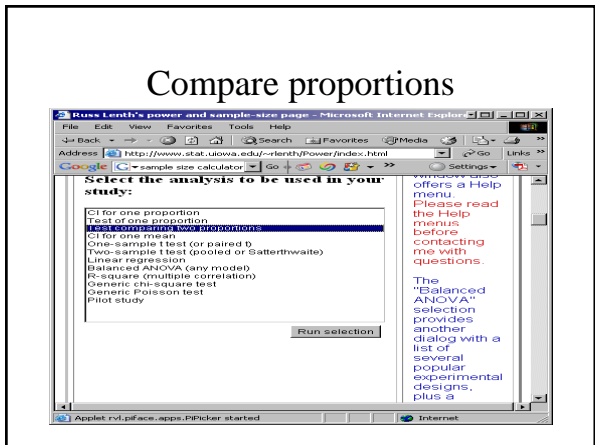 Compare proportions
Russ Lenth's power and sample-size page - Microsoft Internet Explore
File Edit View Favorites Tools Help
Back Search Favorites Media
Address http://www.stat.uiowa.edu/~rlenth/Power/index.html Go Links »
Google sample size calculator Go » Settings
Select the analysis to be used in your
study:
CI for one proportion
Test of one proportion
Test comparing two proportions
CI for one mean
One-sample t test (or paired t)
Two-sample t test (pooled or Satterthwaite)
Linear regression
Balanced ANOVA (any model)
R-square (multiple correlation)
Generic chi-square test
Generic Poisson test
Pilot study
Run selection
window also
offers a Help
menu.
Please read
the Help
menus
before
contacting
me with
questions.
The
"Balanced
ANOVA"
selection
provides
another
dialog with a
list of
several
popular
experimental
designs,
plus a
Applet rvl.piface.apps.PiPicker started Internet